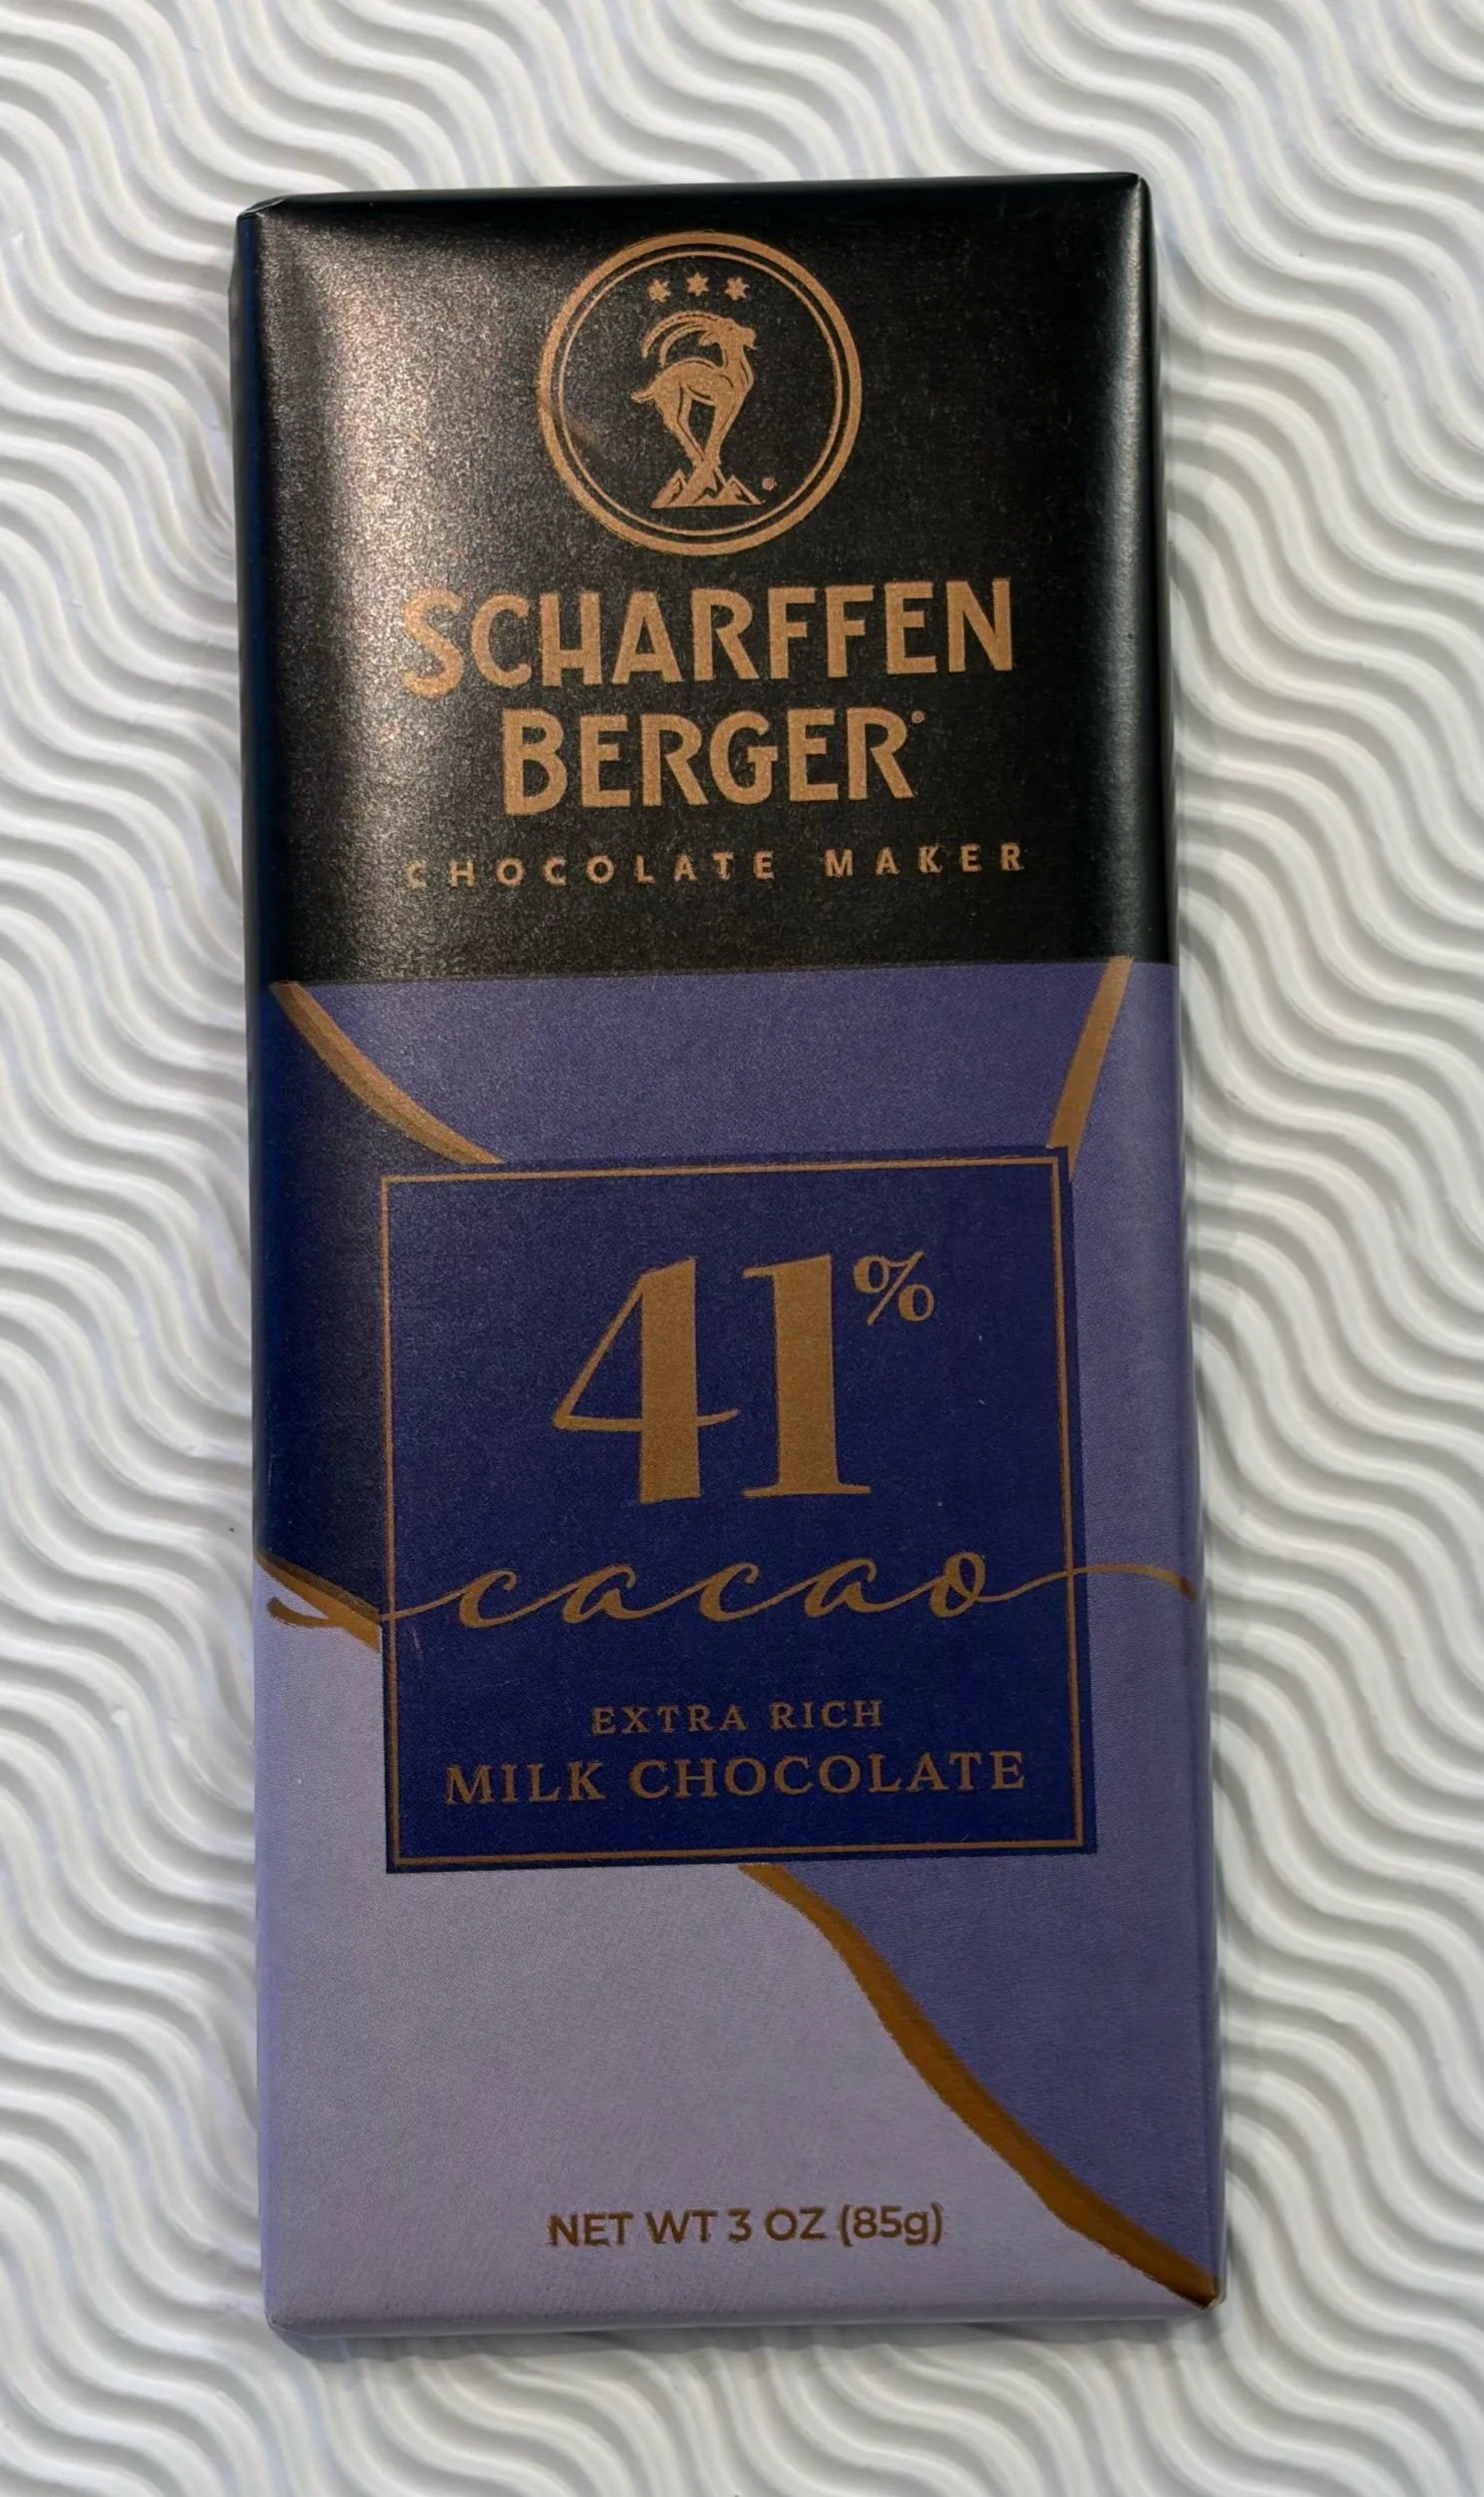 SCHARFFEN
BERGER®
CHOCOLATE MAKER
41%
cacao
EXTRA RICH
MILK CHOCOLATE
NET WT 3 OZ (85g)